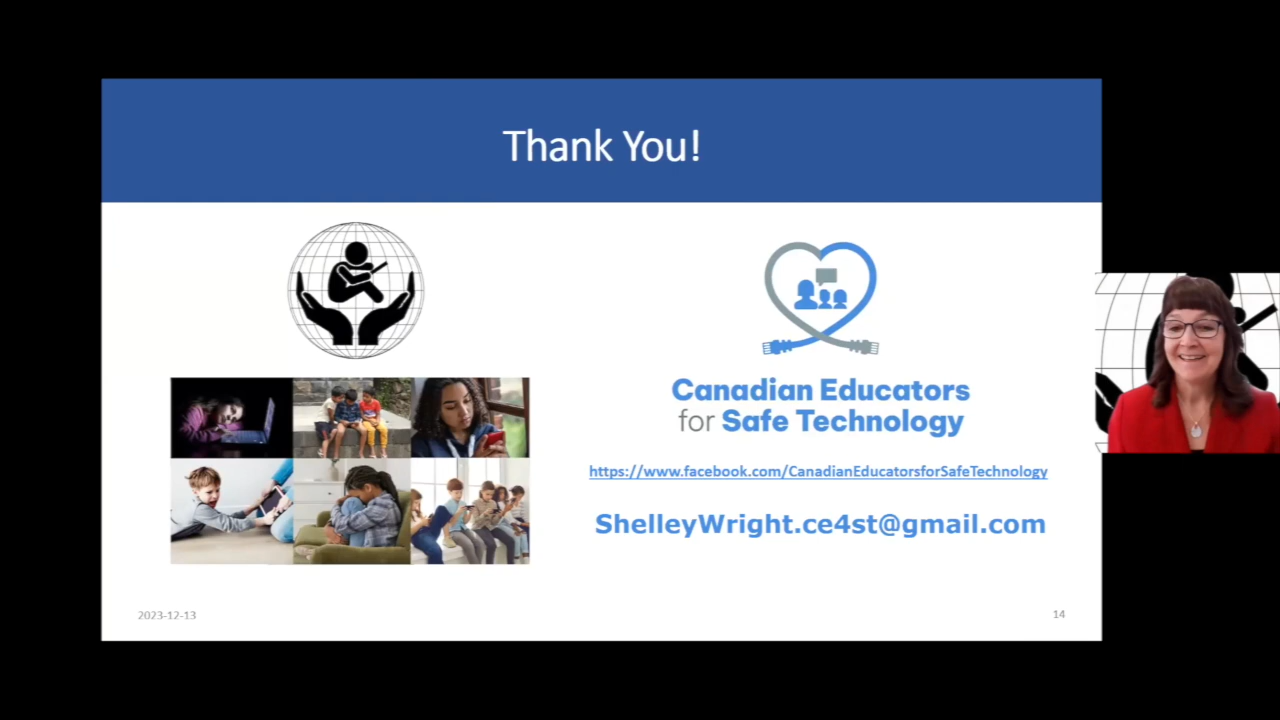 Thank You!
Canadian Educators
for Safe Technology
https://www.facebook.com/CanadianEducatorsforSafeTechnology
ShelleyWright.ce4st@gmail.com
2023-12-13
14